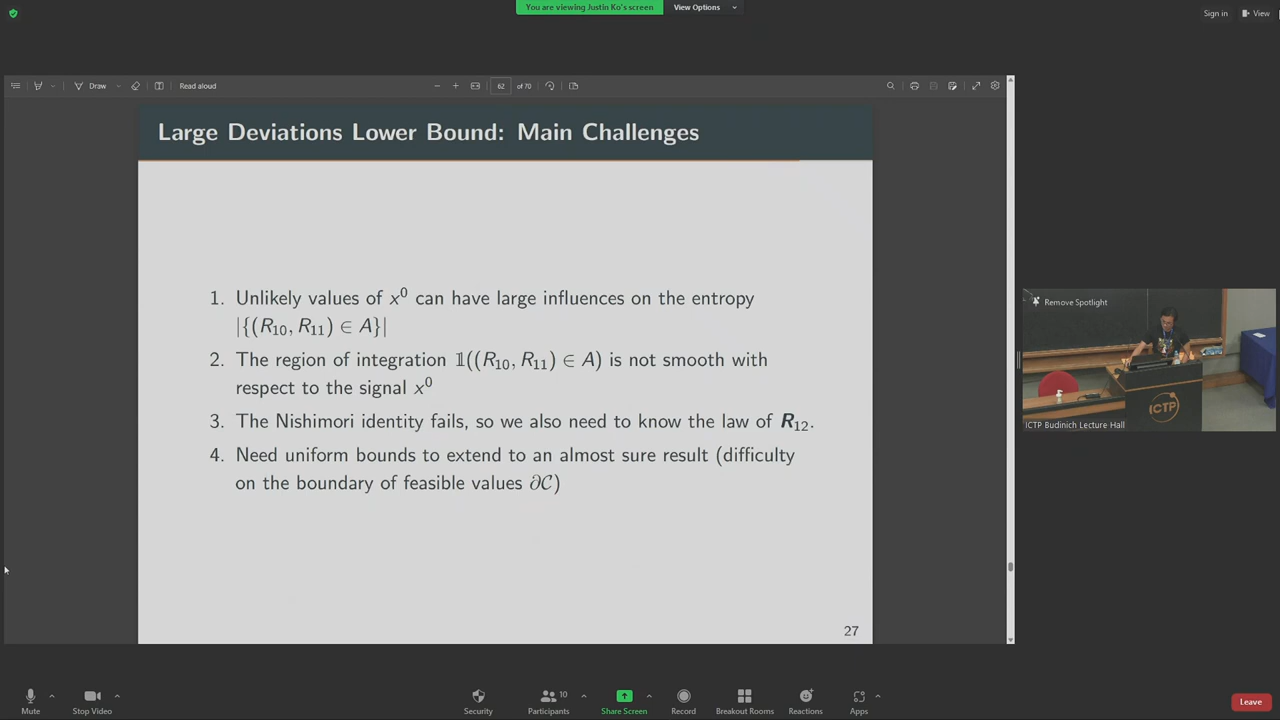 You are viewing Justin Ko's screen
View Options
Sign in
View
Draw
Read aloud
62
of 70
Large Deviations Lower Bound: Main Challenges
1. Unlikely values of x⁰ can have large influences on the entropy
|{(R₁₀, R₁₁) ∈ A}|
2. The region of integration 𝟙((R₁₀, R₁₁) ∈ A) is not smooth with
respect to the signal x⁰
3. The Nishimori identity fails, so we also need to know the law of R₁₂.
4. Need uniform bounds to extend to an almost sure result (difficulty
on the boundary of feasible values ∂𝒞)
27
Remove Spotlight
ICTP
ICTP Budinich Lecture Hall
Mute
Stop Video
Security
Participants
10
Share Screen
Record
Breakout Rooms
Reactions
Apps
Leave